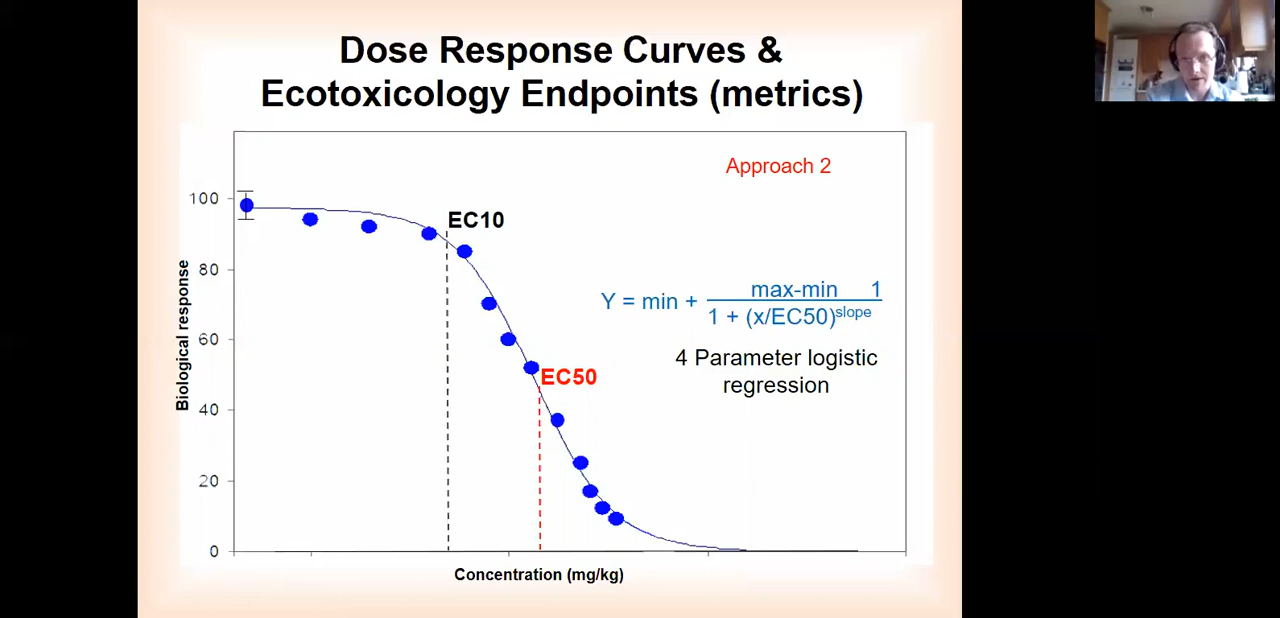 Dose Response Curves &
Ecotoxicology Endpoints (metrics)
Approach 2
100
EC10
80
Y = min + max-min 1
1 + (x/EC50)slope
60
4 Parameter logistic
regression
EC50
40
20
0
Biological response
Concentration (mg/kg)